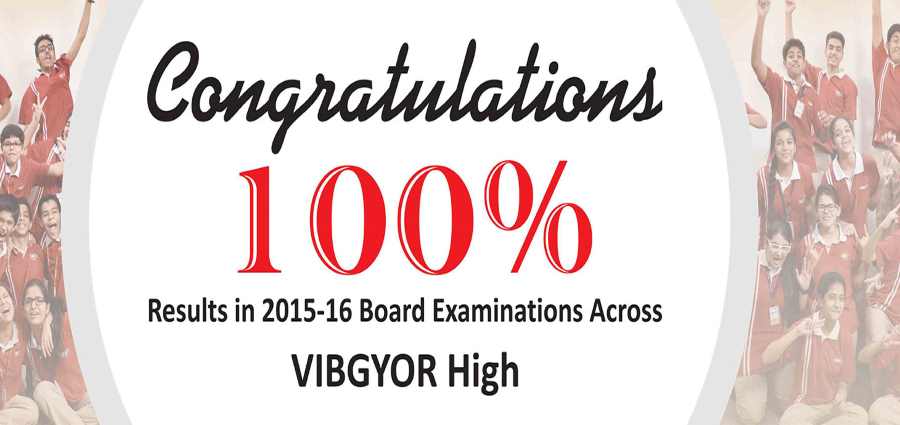 Congratulations
100%
Results in 2015-16 Board Examinations Across
VIBGYOR High